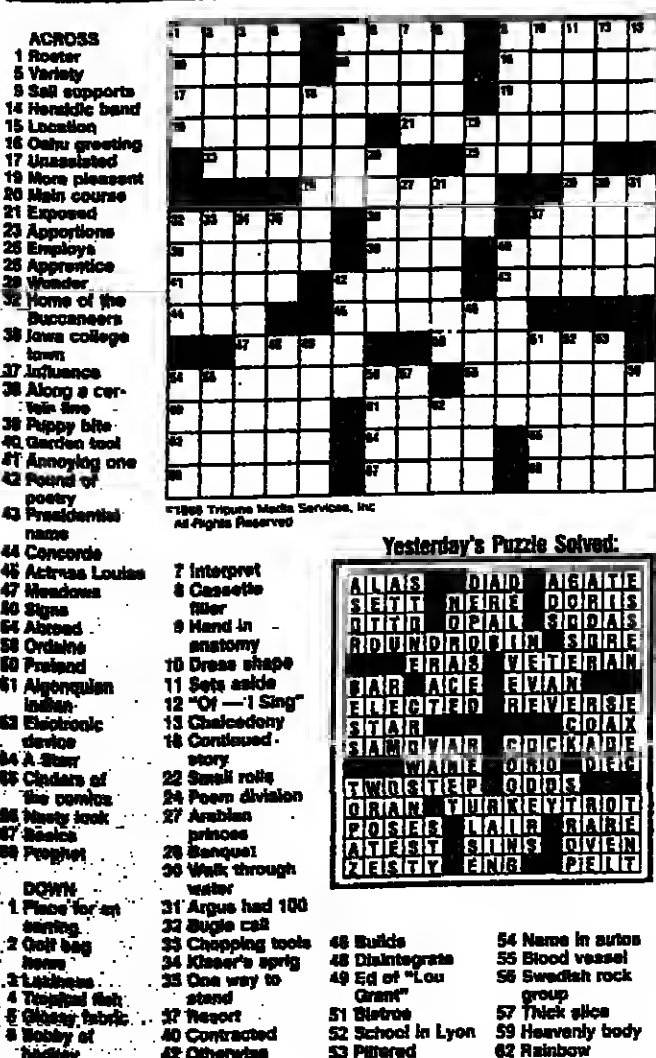 ACROSS
1 Roster
5 Variety
9 Sail supports
14 Heraldic band
15 Location
16 Oahu greeting
17 Unassisted
19 More pleasant
20 Main course
21 Exposed
23 Apportions
25 Employs
26 Apprentice
29 Wonder
32 Home of the
Buccaneers
36 Iowa college
town
37 Influence
38 Along a cer-
tain line
39 Puppy bite
40 Garden tool
41 Annoying one
42 Pound of
poetry
43 Presidential
name
44 Concorde
45 Actress Louise
47 Meadows
50 Signs
54 Abroad
58 Ordains
60 Pretend
61 Algonquian
Indian
63 Electronic
device
64 A Starr
65 Cinders of
the comics
66 Nasty look
67 Basics
68 Prophet
DOWN
1 Place for an
earring
2 Golf bag
items
3 Laziness
4 Tropical fish
5 Glossy fabric
6 Bobby of
hockey
7 Interpret
8 Cassette
filler
9 Hand in
anatomy
10 Dress shape
11 Sets aside
12 "Of — I Sing"
13 Chalcedony
18 Continued
story
22 Small rolls
24 Poem division
27 Arabian
princes
28 Banquet
30 Walk through
water
31 Argus had 100
32 Bugle call
33 Chopping tools
34 Kisser's sprig
35 One way to
stand
37 Resort
40 Contracted
42 Otherwise
46 Builds
48 Disintegrate
49 Ed of "Lou
Grant"
51 Bistros
52 School in Lyon
53 Pilfered
54 Name in autos
55 Blood vessel
56 Swedish rock
group
57 Thick slice
59 Heavenly body
62 Rainbow
Tribune Media Services, Inc
All Rights Reserved
Yesterday's Puzzle Solved:
ALAS DAD AGATE
SETT HERE DORIS
OTTO OPAL SODAS
ROUNDROBIN SORE
ERAS VETERAN
BAR ACE EVAN
ELECTED REVERSE
STAR COAX
SAMOVAR COCKADE
WARE ORO DEC
TWOSTEP ODDS
ORAN TURKEYTROT
POSES LAIR RARE
ATEST SINS OVEN
ZESTY ENG PELT